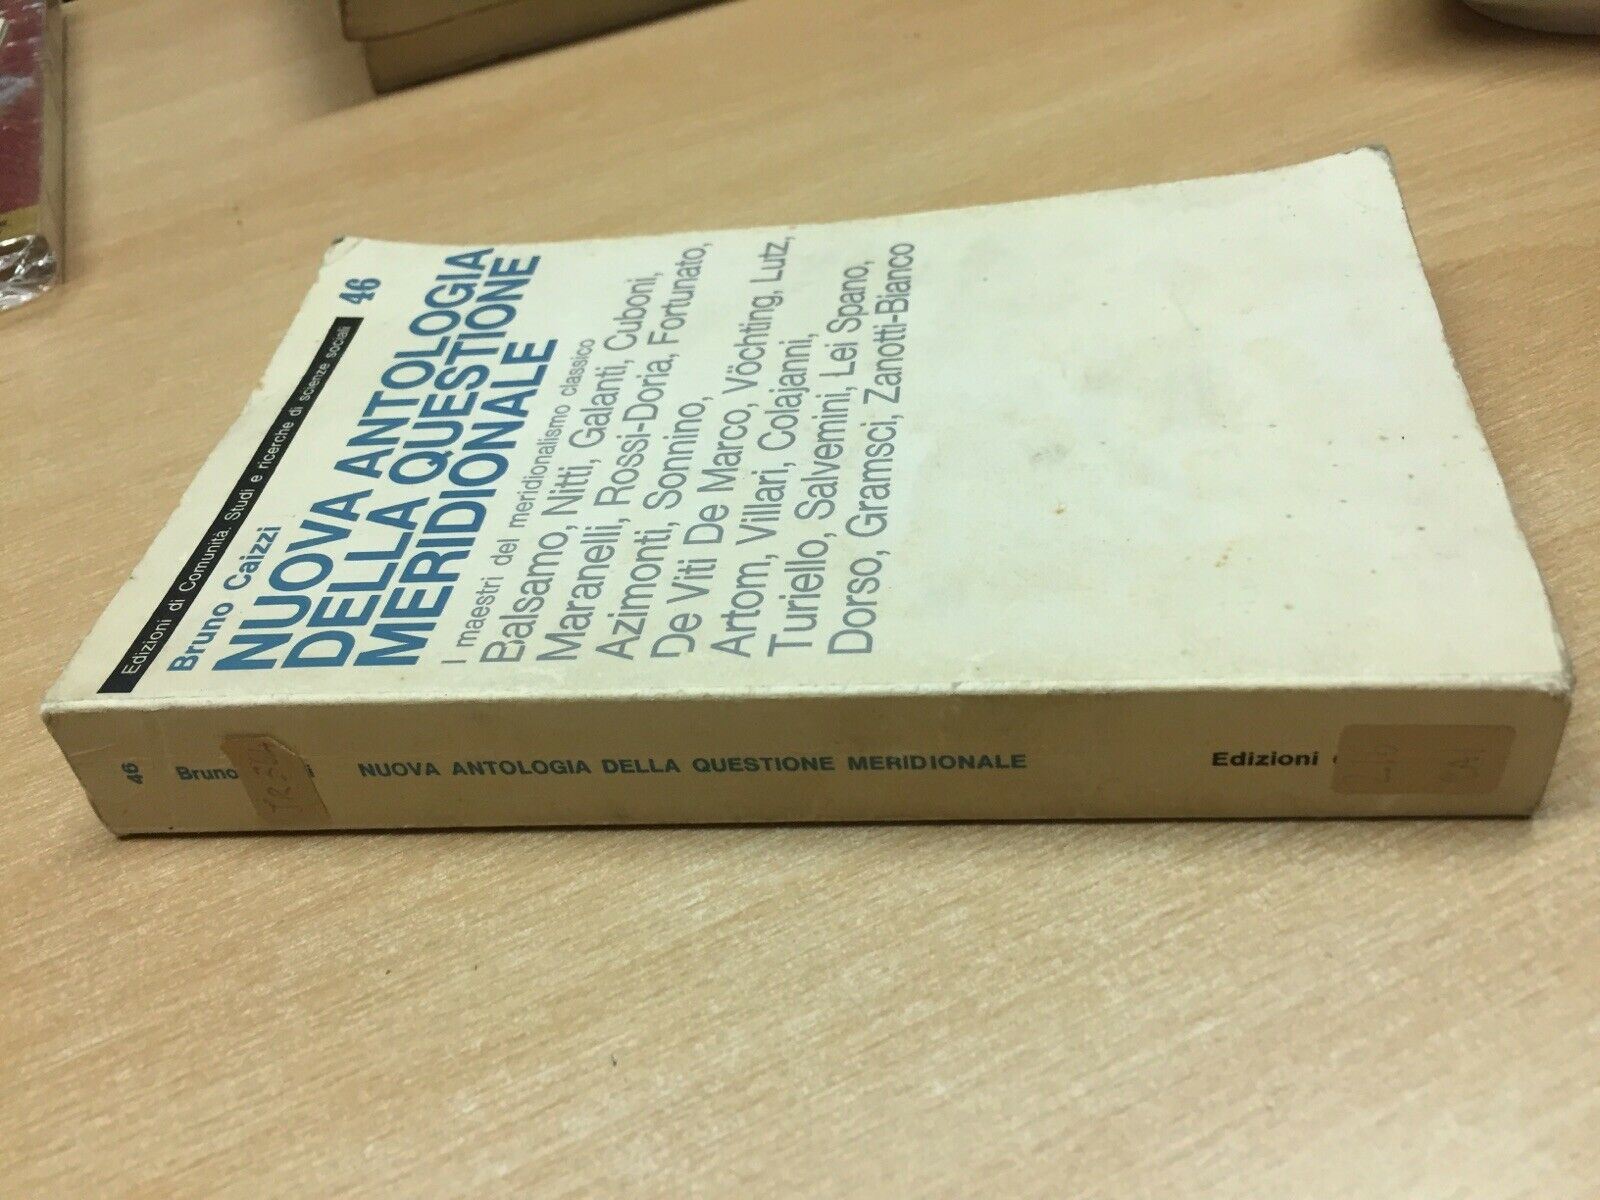 Edizioni di Comunità. Studi e ricerche di scienze sociali
46
Bruno Caizzi
NUOVA ANTOLOGIA
DELLA QUESTIONE
MERIDIONALE
I maestri del meridionalismo classico
Balsamo, Nitti, Galanti, Cuboni,
Maranelli, Rossi-Doria, Fortunato,
Azimonti, Sonnino,
De Viti De Marco, Vöchting, Lutz,
Artom, Villari, Colajanni,
Turiello, Salvemini, Lei Spano,
Dorso, Gramsci, Zanotti-Bianco
46
Bruno
NUOVA ANTOLOGIA DELLA QUESTIONE MERIDIONALE
Edizioni